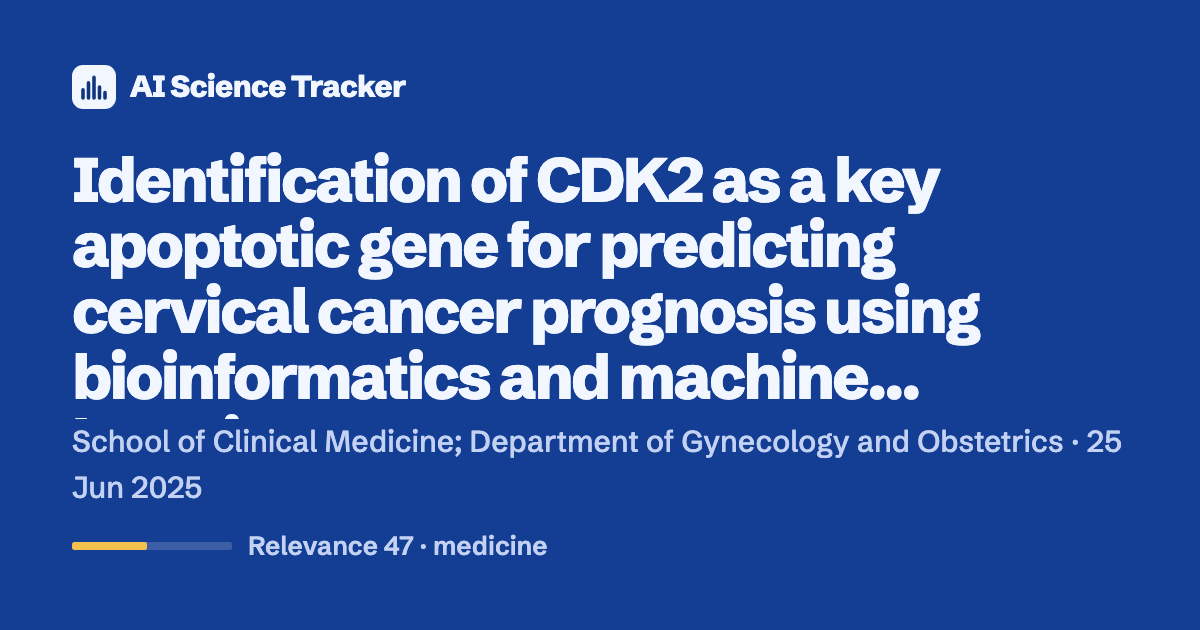 AI Science Tracker
Identification of CDK2 as a key
apoptotic gene for predicting
cervical cancer prognosis using
bioinformatics and machine...
School of Clinical Medicine; Department of Gynecology and Obstetrics · 25
Jun 2025
Relevance 47 · medicine